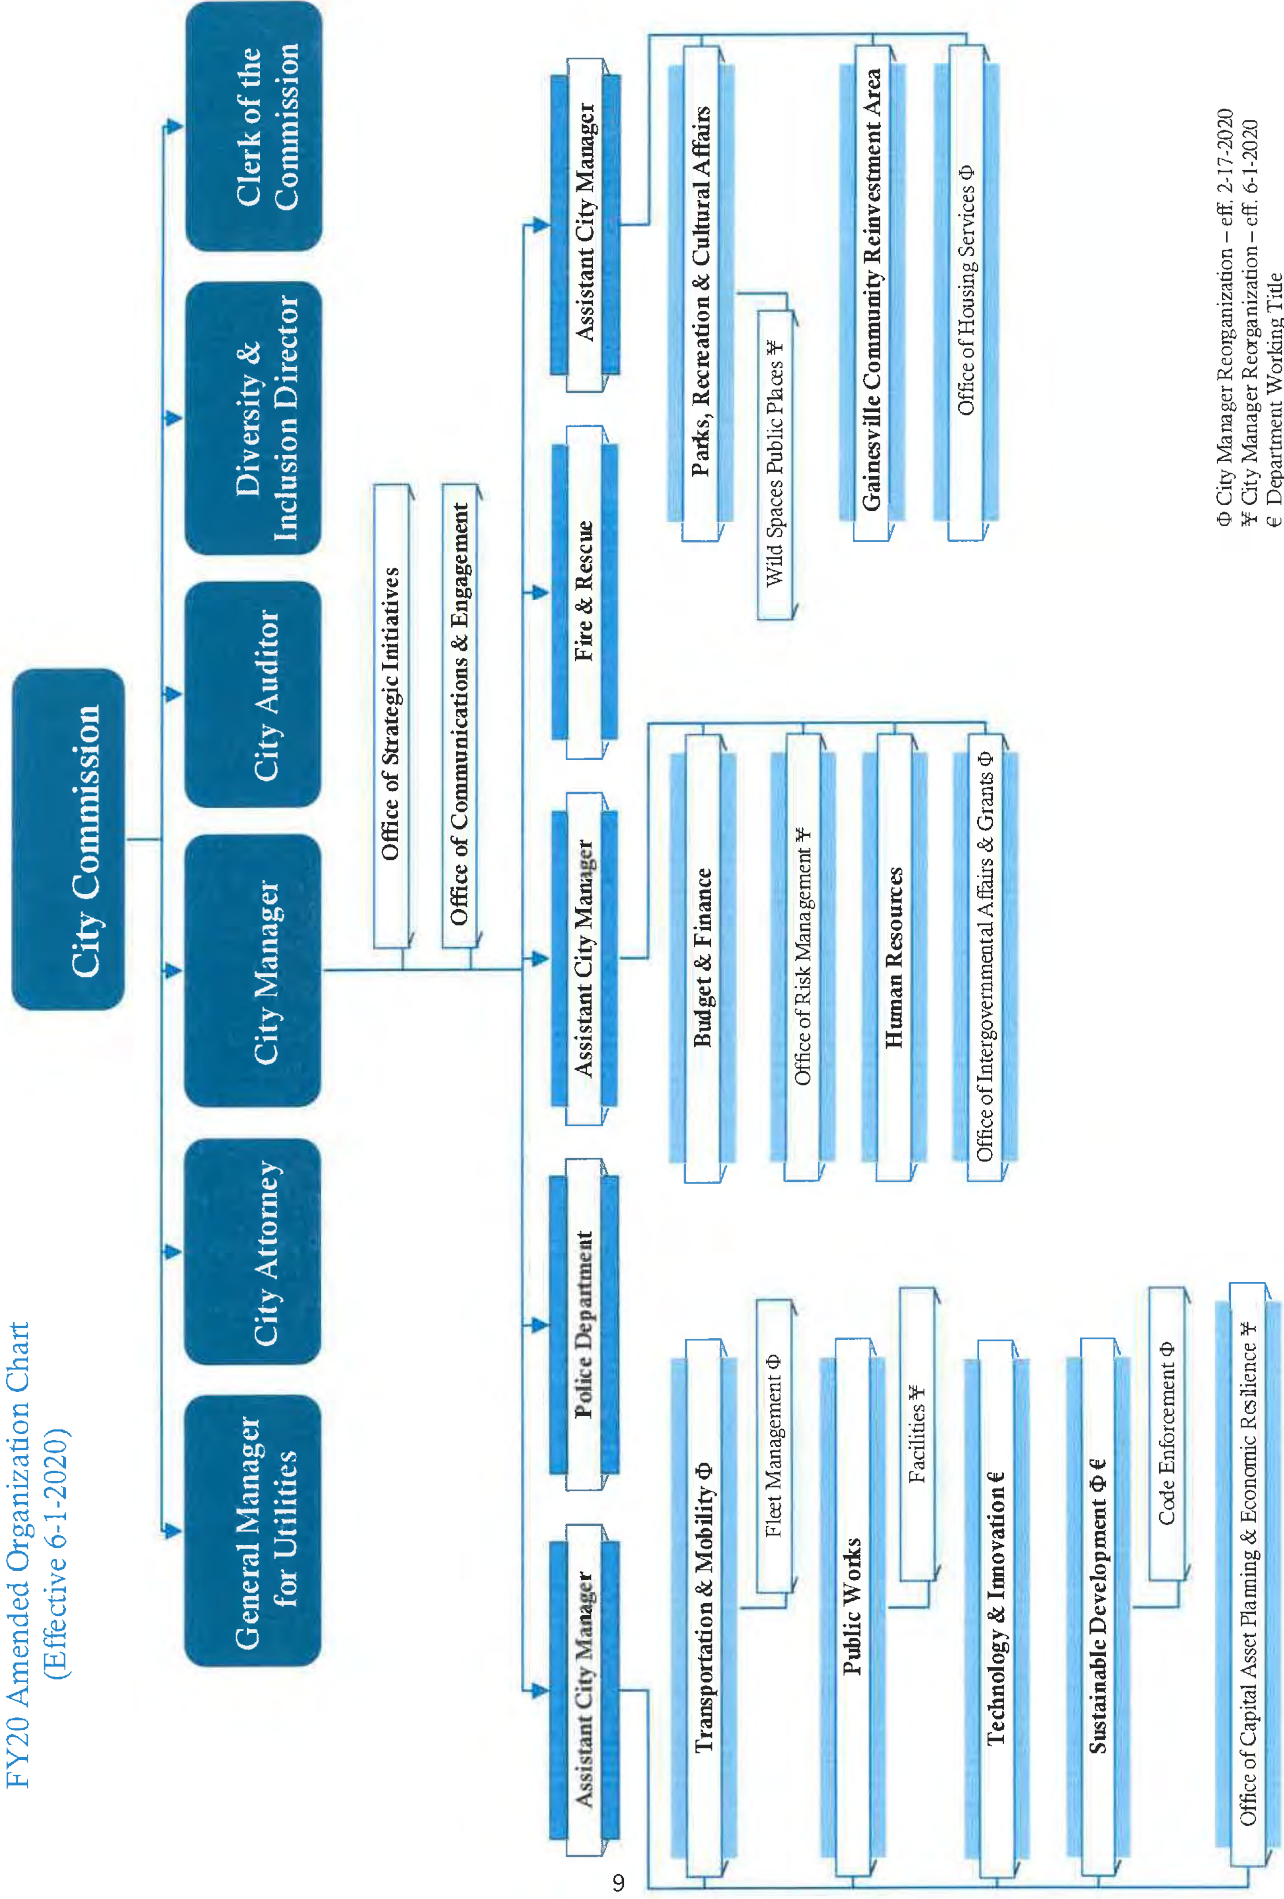 FY20 Amended Organization Chart
(Effective 6-1-2020)
City Commission
General Manager
for Utilities
City Attorney
City Manager
City Auditor
Diversity &
Inclusion Director
Clerk of the
Commission
Office of Strategic Initiatives
Office of Communications & Engagement
Assistant City Manager
Police Department
Assistant City Manager
Fire & Rescue
Assistant City Manager
Transportation & Mobility Φ
Fleet Management Φ
Public Works
Facilities ¥
Technology & Innovation €
Sustainable Development Φ €
Code Enforcement Φ
Office of Capital Asset Planning & Economic Resilience ¥
Budget & Finance
Office of Risk Management ¥
Human Resources
Office of Intergovernmental Affairs & Grants Φ
Parks, Recreation & Cultural Affairs
Wild Spaces Public Places ¥
Gainesville Community Reinvestment Area
Office of Housing Services Φ
Φ City Manager Reorganization – eff. 2-17-2020
¥ City Manager Reorganization – eff. 6-1-2020
€ Department Working Title
9